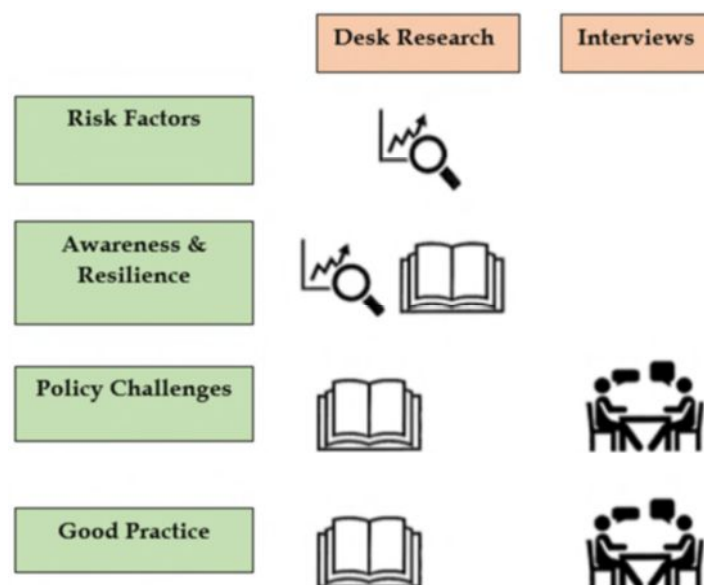 Desk Research
Interviews
Risk Factors
Awareness &
Resilience
Policy Challenges
Good Practice